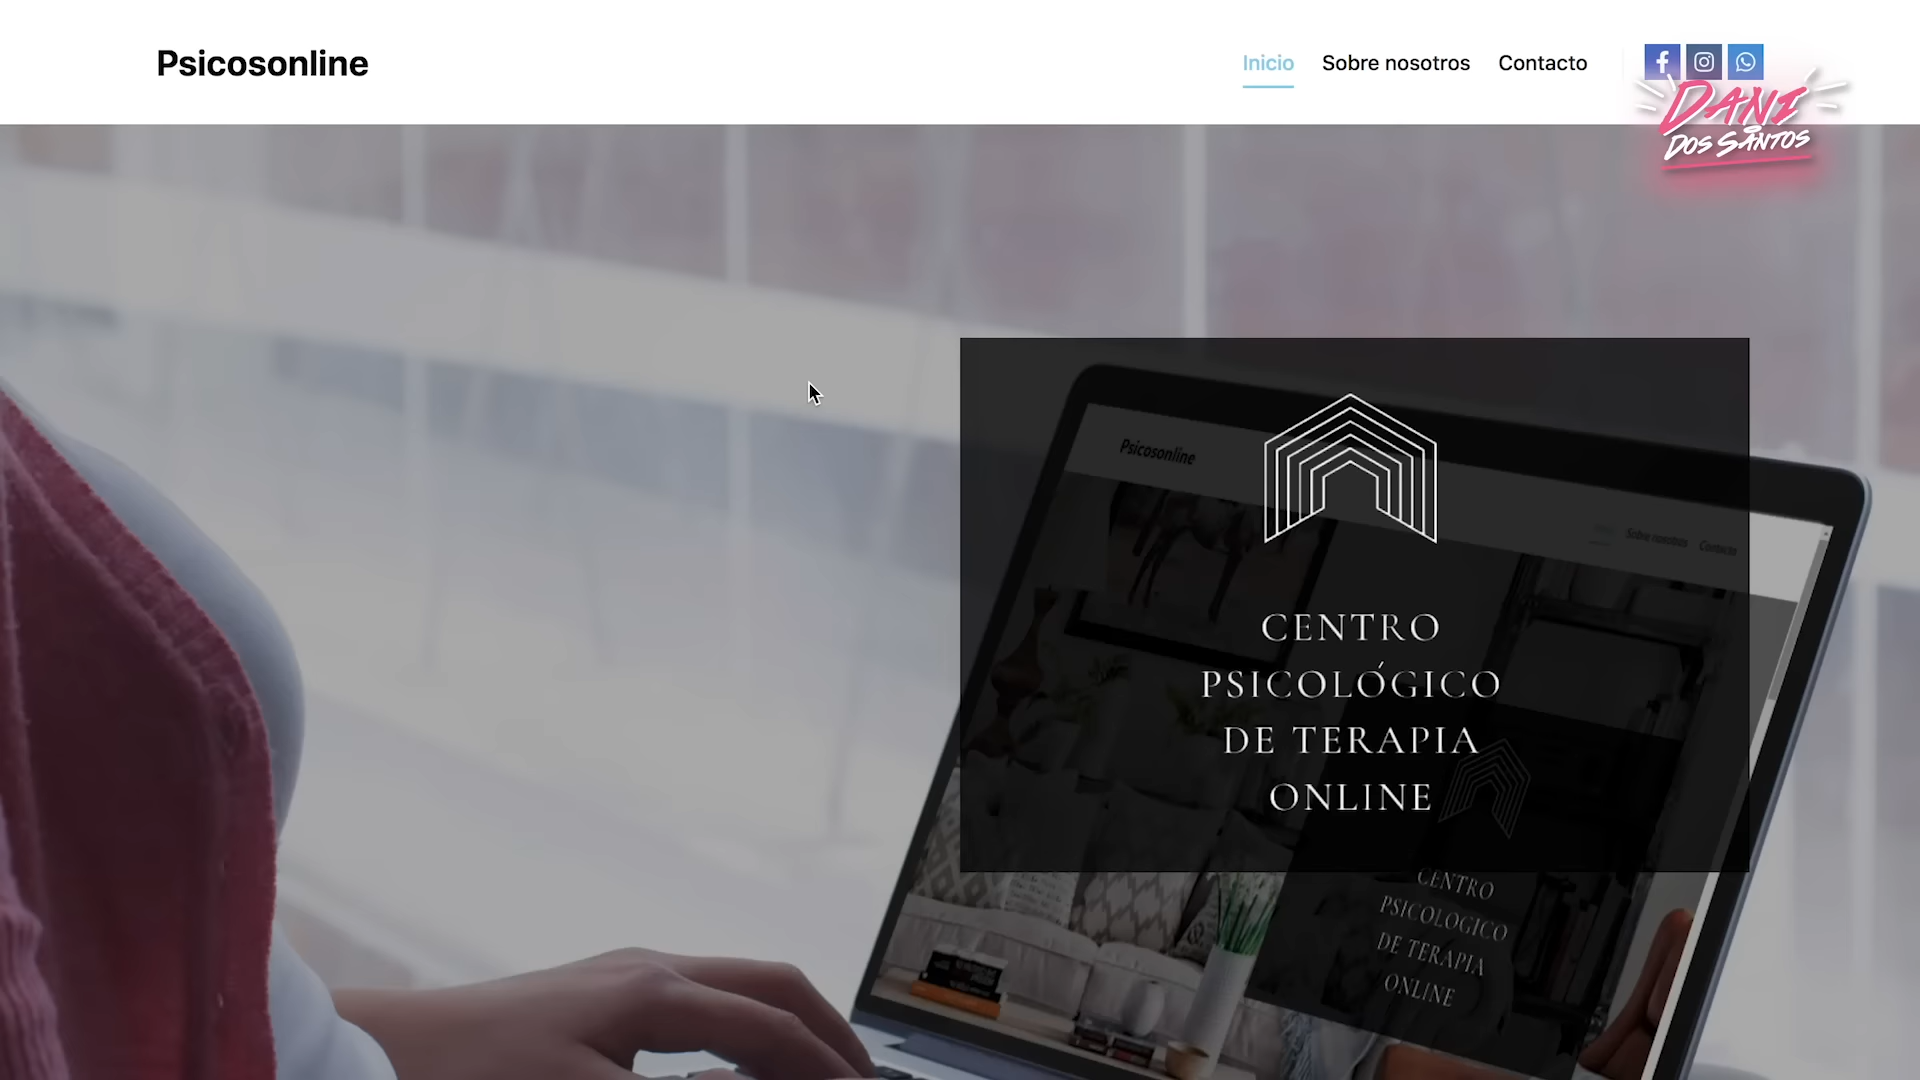 Psicosonline
Inicio
Sobre nosotros
Contacto
DANI
DOS SANTOS
Psicosonline
Sobre nosotros
Contacto
CENTRO
PSICOLÓGICO
DE TERAPIA
ONLINE
CENTRO
PSICOLOGICO
DE TERAPIA
ONLINE